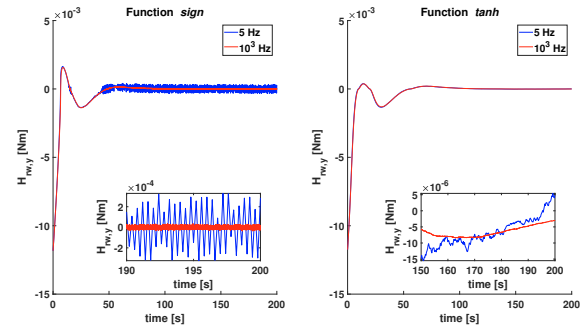 Function sign
Function tanh
×10⁻³
5
0
-5
-10
-15
H_rw,y [Nm]
0
50
100
150
200
time [s]
5 Hz
10³ Hz
×10⁻⁴
2
0
-2
H_rw,y [Nm]
190
195
200
time [s]
×10⁻³
5
0
-5
-10
-15
H_rw,y [Nm]
0
50
100
150
200
time [s]
5 Hz
10³ Hz
×10⁻⁶
5
0
-5
-10
-15
H_rw,y [Nm]
150
160
170
180
190
200
time [s]